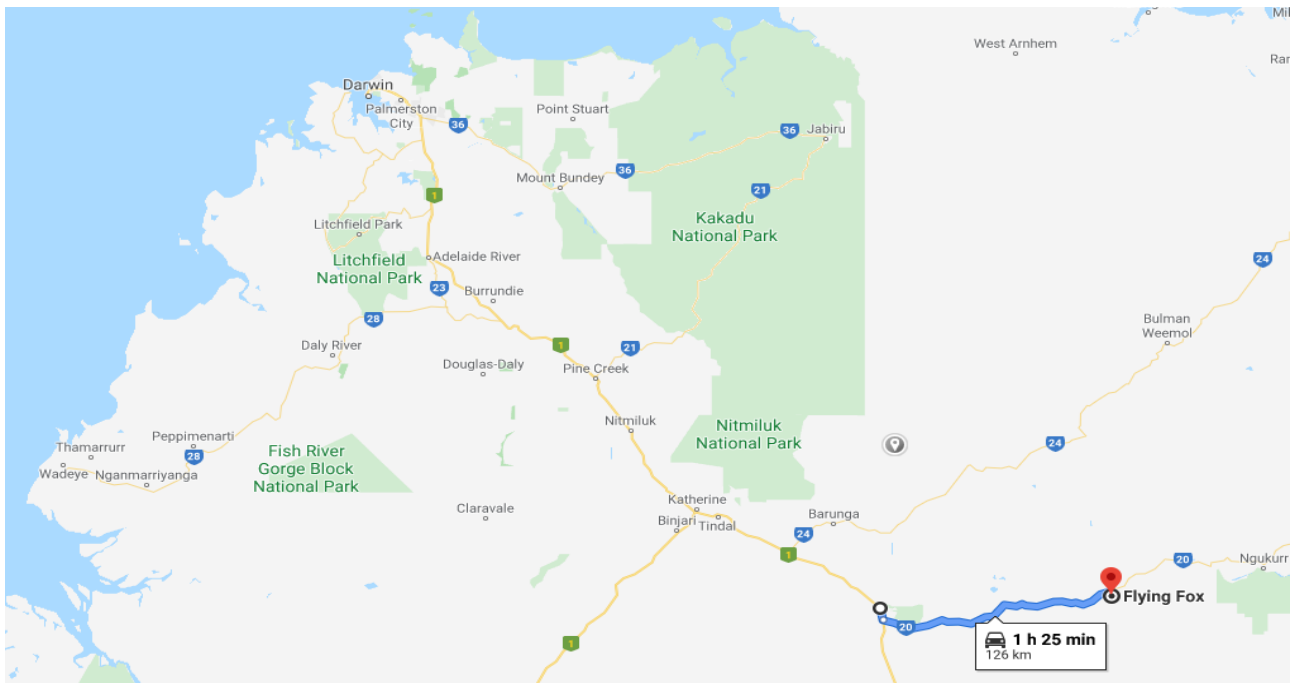 West Arnhem
Mil
Rar
Darwin
Palmerston
City
36
Point Stuart
36
Jabiru
1
Mount Bundey
36
21
Litchfield Park
Kakadu
National Park
Litchfield
National Park
Adelaide River
24
23
Burrundie
28
Bulman
Weemol
Daly River
1
21
Douglas-Daly
Pine Creek
Nitmiluk
Nitmiluk
National Park
Peppimenarti
Thamarrurr
28
Wadeye
Nganmarriyanga
Fish River
Gorge Block
National Park
24
Claravale
Katherine
Binjari
Tindal
Barunga
24
1
20
Ngukurr
Flying Fox
20
1 h 25 min
126 km
1